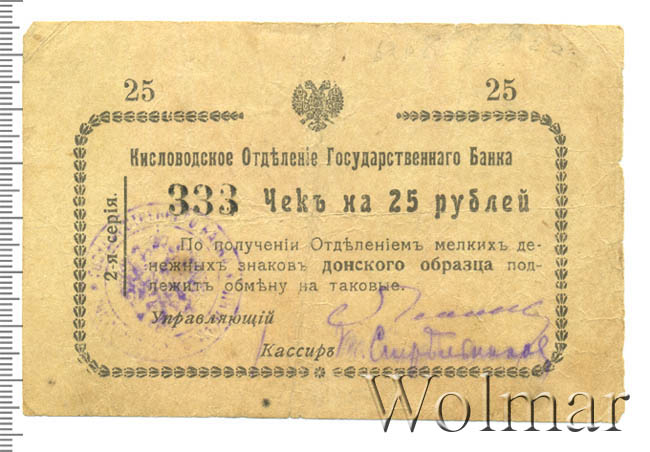 25 25
Кисловодское Отдѣленіе Государственнаго Банка
333 Чекъ на 25 рублей
2-я серія.
По полученіи Отдѣленіемъ мелкихъ де-
нежныхъ знаковъ донского образца под-
лежитъ обмѣну на таковые.
Управляющій
Кассиръ
Wolmar